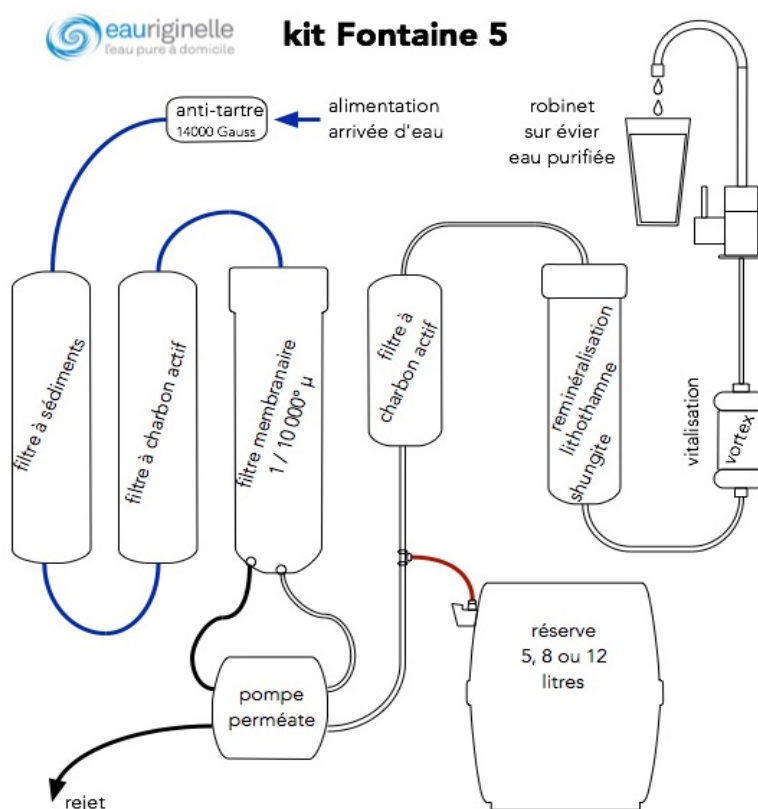 eauriginelle
l'eau pure à domicile
kit Fontaine 5
anti-tartre
14000 Gauss
alimentation
arrivée d'eau
robinet
sur évier
eau purifiée
filtre à sédiments
filtre à charbon actif
filtre membranaire
1 / 10 000° µ
filtre à
charbon actif
reminéralisation
lithothamne
shungite
vitalisation
vortex
réserve
5, 8 ou 12
litres
pompe
perméate
rejet